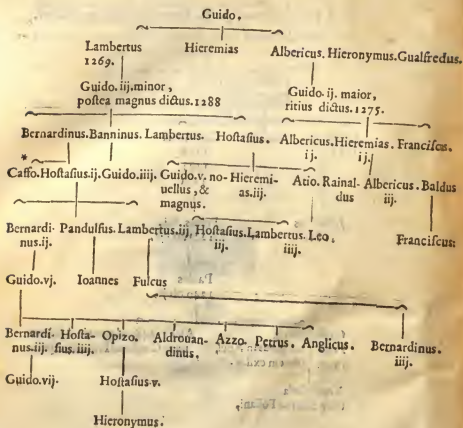 Guido.
Lambertus Hieremias Albericus. Hieronymus. Gualfredus.
1269.
Guido. iij. minor, Guido. ij. maior,
postea magnus dictus. 1288 ritius dictus. 1275.
Bernardinus. Banninus. Lambertus. Hostasius. Albericus. Hieremias. Franciscus.
ij. ij.
*
Casso. Hostasius. ij. Guido. iiij. Guido. v. no- Hieremi- Atio. Rainal- Albericus. Baldus
uellus, & as. iij. dus iij.
magnus.
Bernardi- Pandulfus. Lambertus. iij. Hostasius. Lambertus. Leo.
nus. ij. iij. iiij. Franciscus:
Guido. vj. Ioannes Fulcus
Bernardi- Hosta- Opizo. Aldrouan- Azzo. Petrus. Anglicus. Bernardinus.
nus. iij. sius. iiij. dinus. iiij.
Guido. vij. Hostasius. v.
Hieronymus.